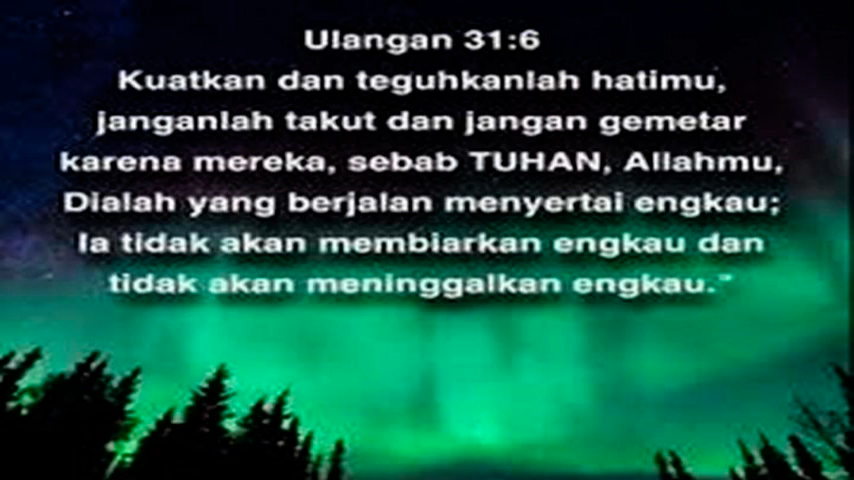 Ulangan 31:6
Kuatkan dan teguhkanlah hatimu,
janganlah takut dan jangan gemetar
karena mereka, sebab TUHAN, Allahmu,
Dialah yang berjalan menyertai engkau;
Ia tidak akan membiarkan engkau dan
tidak akan meninggalkan engkau."